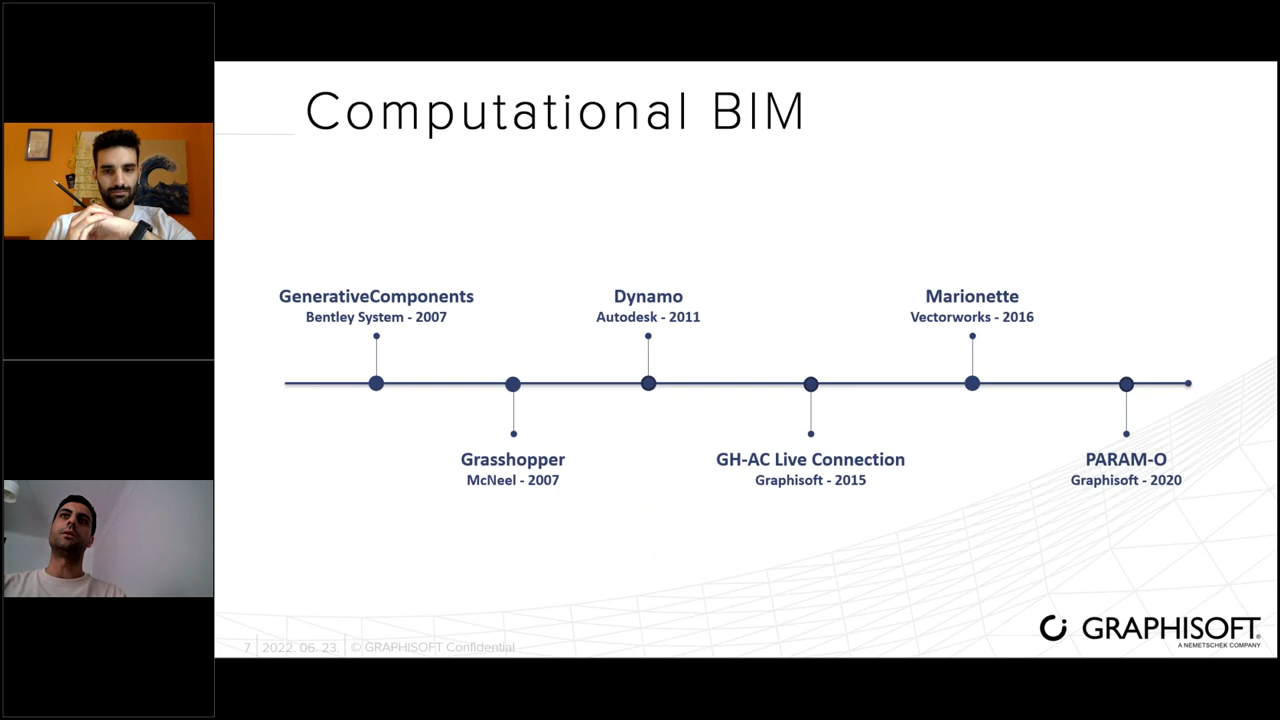 Computational BIM
GenerativeComponents
Bentley System - 2007
Dynamo
Autodesk - 2011
Marionette
Vectorworks - 2016
Grasshopper
McNeel - 2007
GH-AC Live Connection
Graphisoft - 2015
PARAM-O
Graphisoft - 2020
7 2022. 06. 23. © GRAPHISOFT Confidential
GRAPHISOFT®
A NEMETSCHEK COMPANY